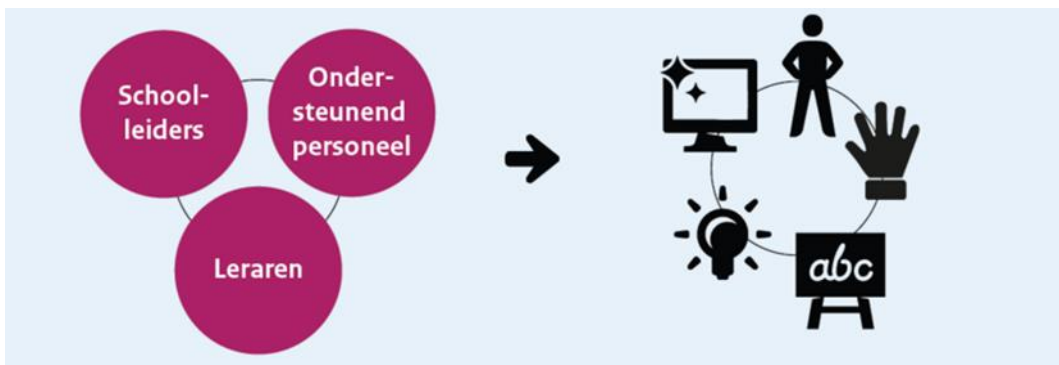 School-
leiders
Onder-
steunend
personeel
Leraren
abc